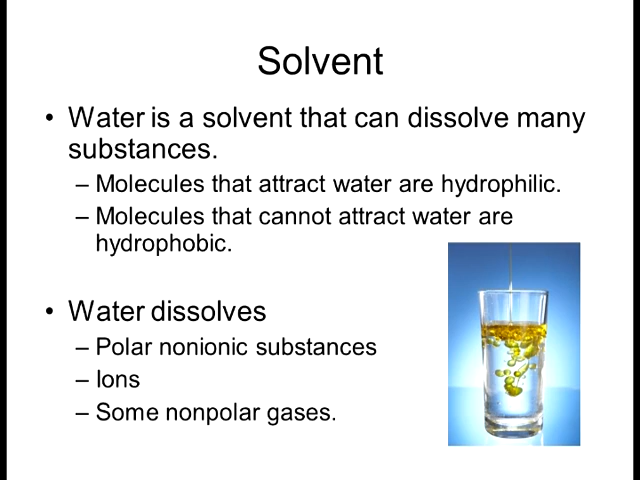 Solvent
• Water is a solvent that can dissolve many
substances.
– Molecules that attract water are hydrophilic.
– Molecules that cannot attract water are
hydrophobic.
• Water dissolves
– Polar nonionic substances
– Ions
– Some nonpolar gases.